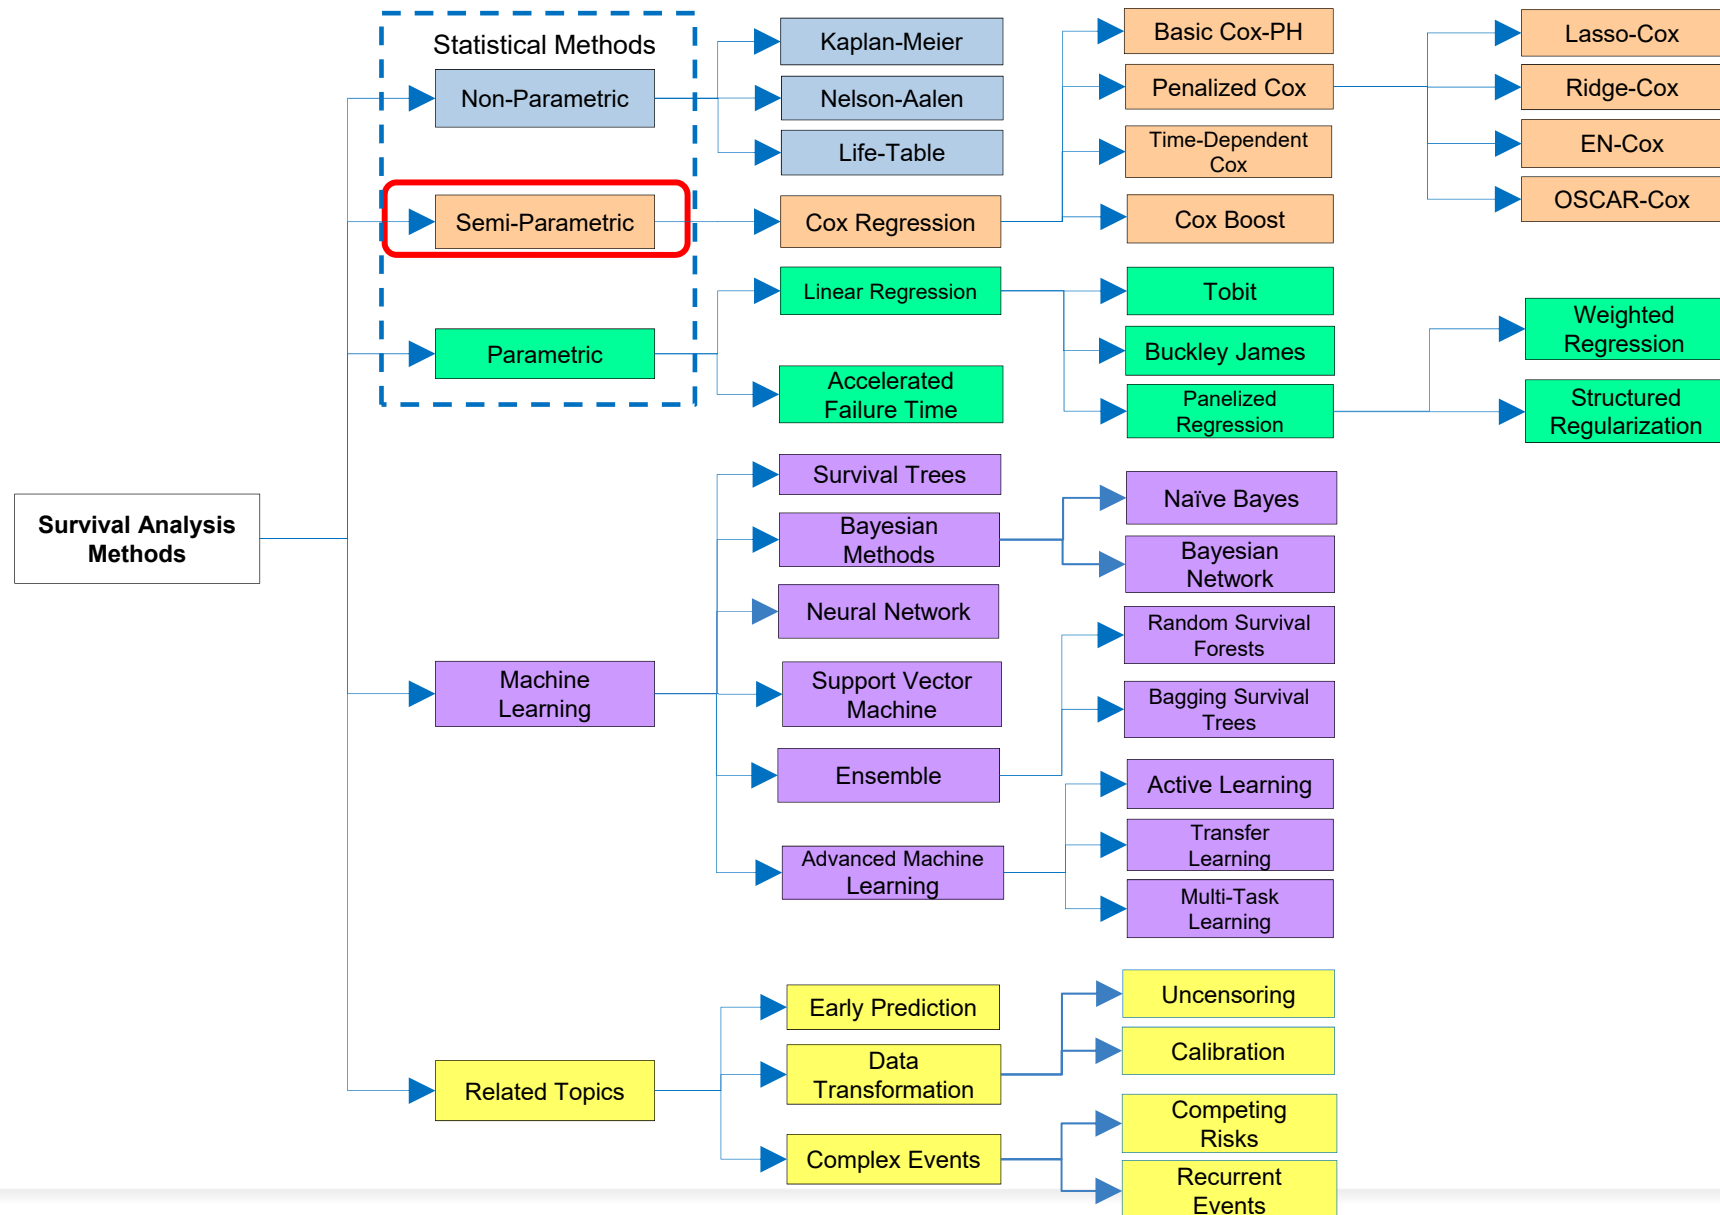 Survival Analysis
Methods
Statistical Methods
Non-Parametric
Kaplan-Meier
Nelson-Aalen
Life-Table
Semi-Parametric
Cox Regression
Basic Cox-PH
Penalized Cox
Lasso-Cox
Ridge-Cox
EN-Cox
OSCAR-Cox
Time-Dependent
Cox
Cox Boost
Parametric
Linear Regression
Tobit
Buckley James
Panelized
Regression
Weighted
Regression
Structured
Regularization
Accelerated
Failure Time
Machine
Learning
Survival Trees
Bayesian
Methods
Naïve Bayes
Bayesian
Network
Neural Network
Support Vector
Machine
Ensemble
Random Survival
Forests
Bagging Survival
Trees
Advanced Machine
Learning
Active Learning
Transfer
Learning
Multi-Task
Learning
Related Topics
Early Prediction
Data
Transformation
Uncensoring
Calibration
Complex Events
Competing
Risks
Recurrent
Events